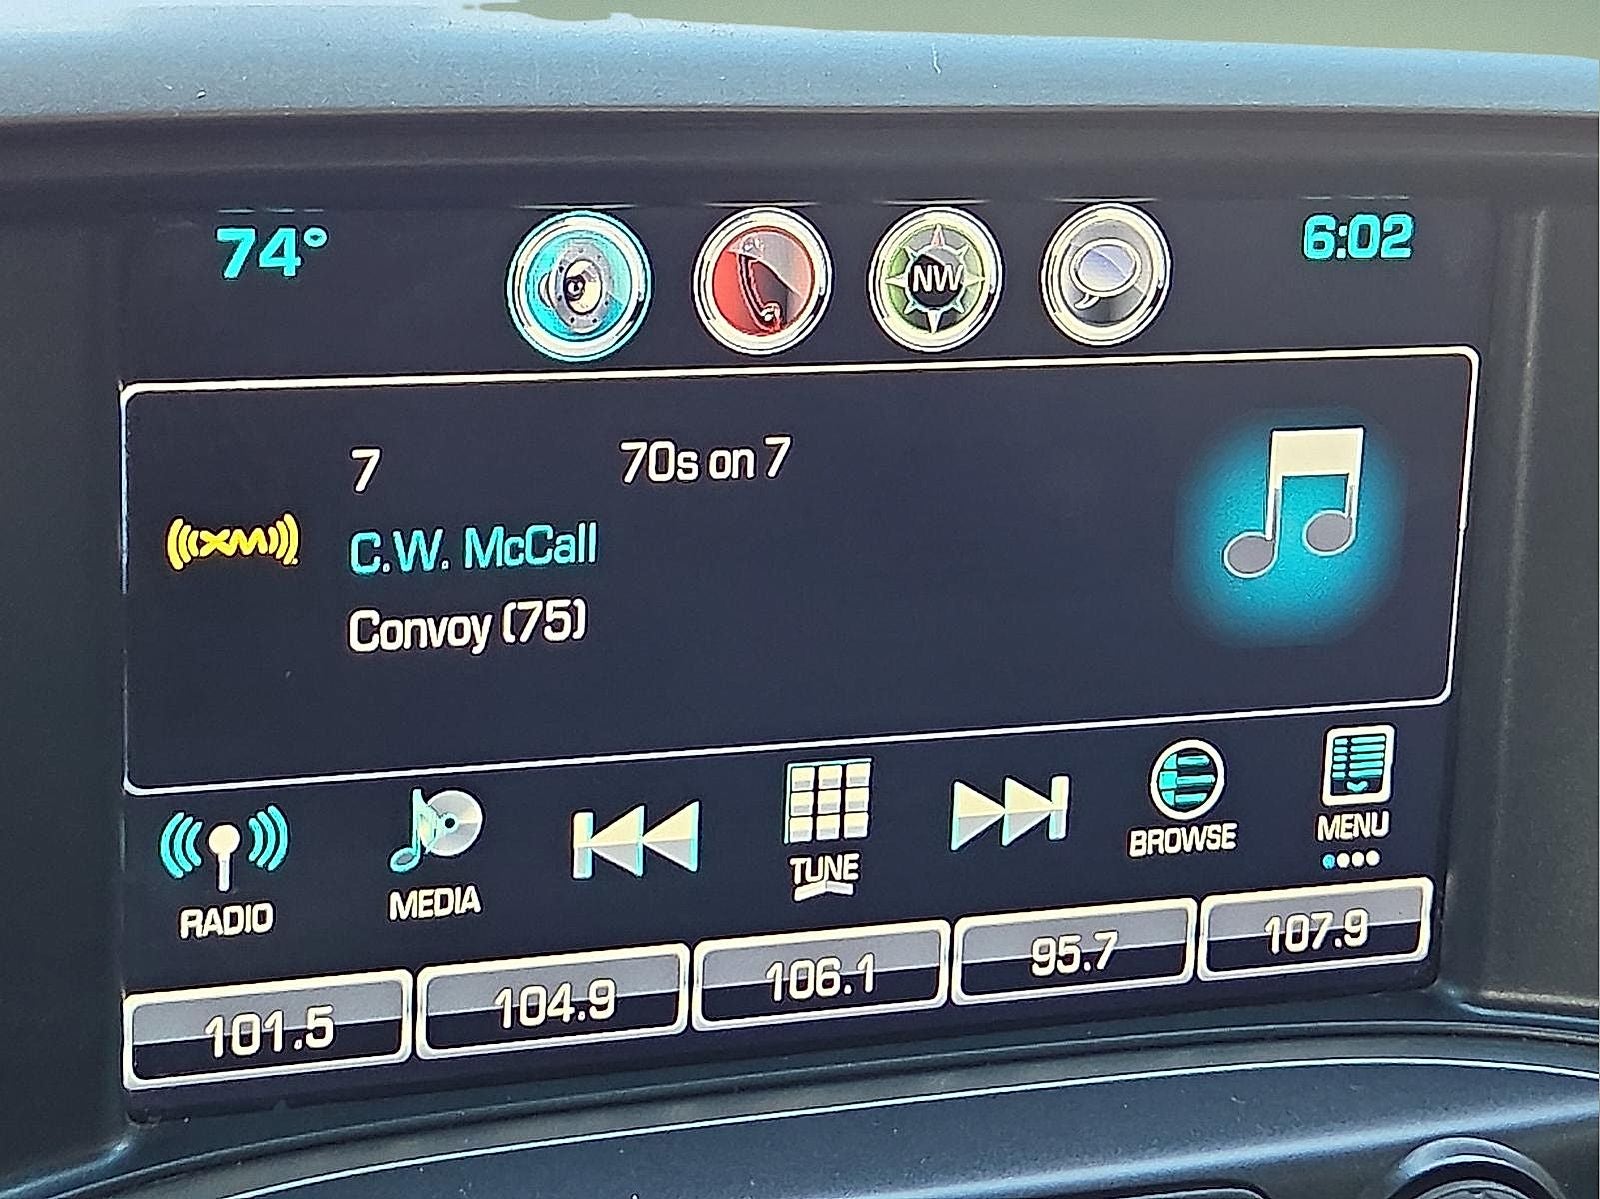 74° NW 6:02
7 70s on 7
((XM))
C.W. McCall
Convoy (75)
RADIO MEDIA TUNE BROWSE MENU
101.5 104.9 106.1 95.7 107.9